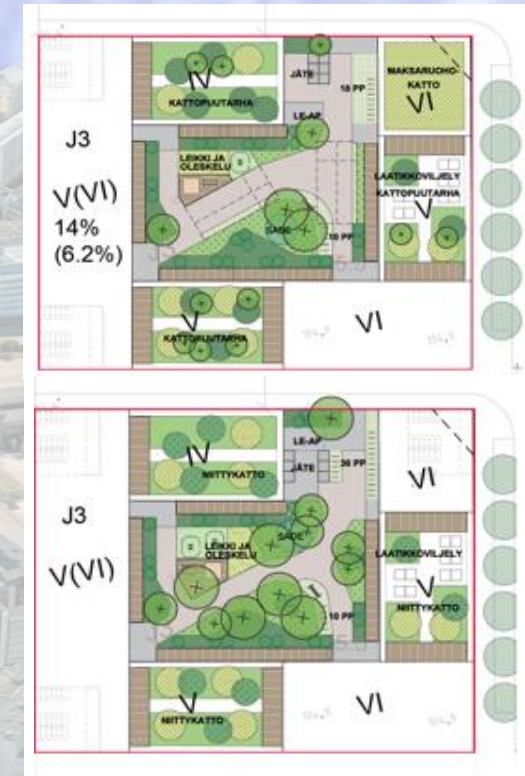 IV
KATTOPUUTARHA
JÄTE
18 PP
MAKSARUOHO-
KATTO
VI
LE-AP
J3
V(VI)
14%
(6.2%)
LEIKKI JA
OLESKELU
LAATIKKOVILJELY
KATTOPUUTARHA
V
SADE
10 PP
V
KATTOPUUTARHA
VI
IV
NIITTYKATTO
LE-AP
JÄTE
36 PP
VI
J3
V(VI)
SADE
LEIKKI JA
OLESKELU
LAATIKKOVILJELY
V
NIITTYKATTO
10 PP
V
NIITTYKATTO
VI